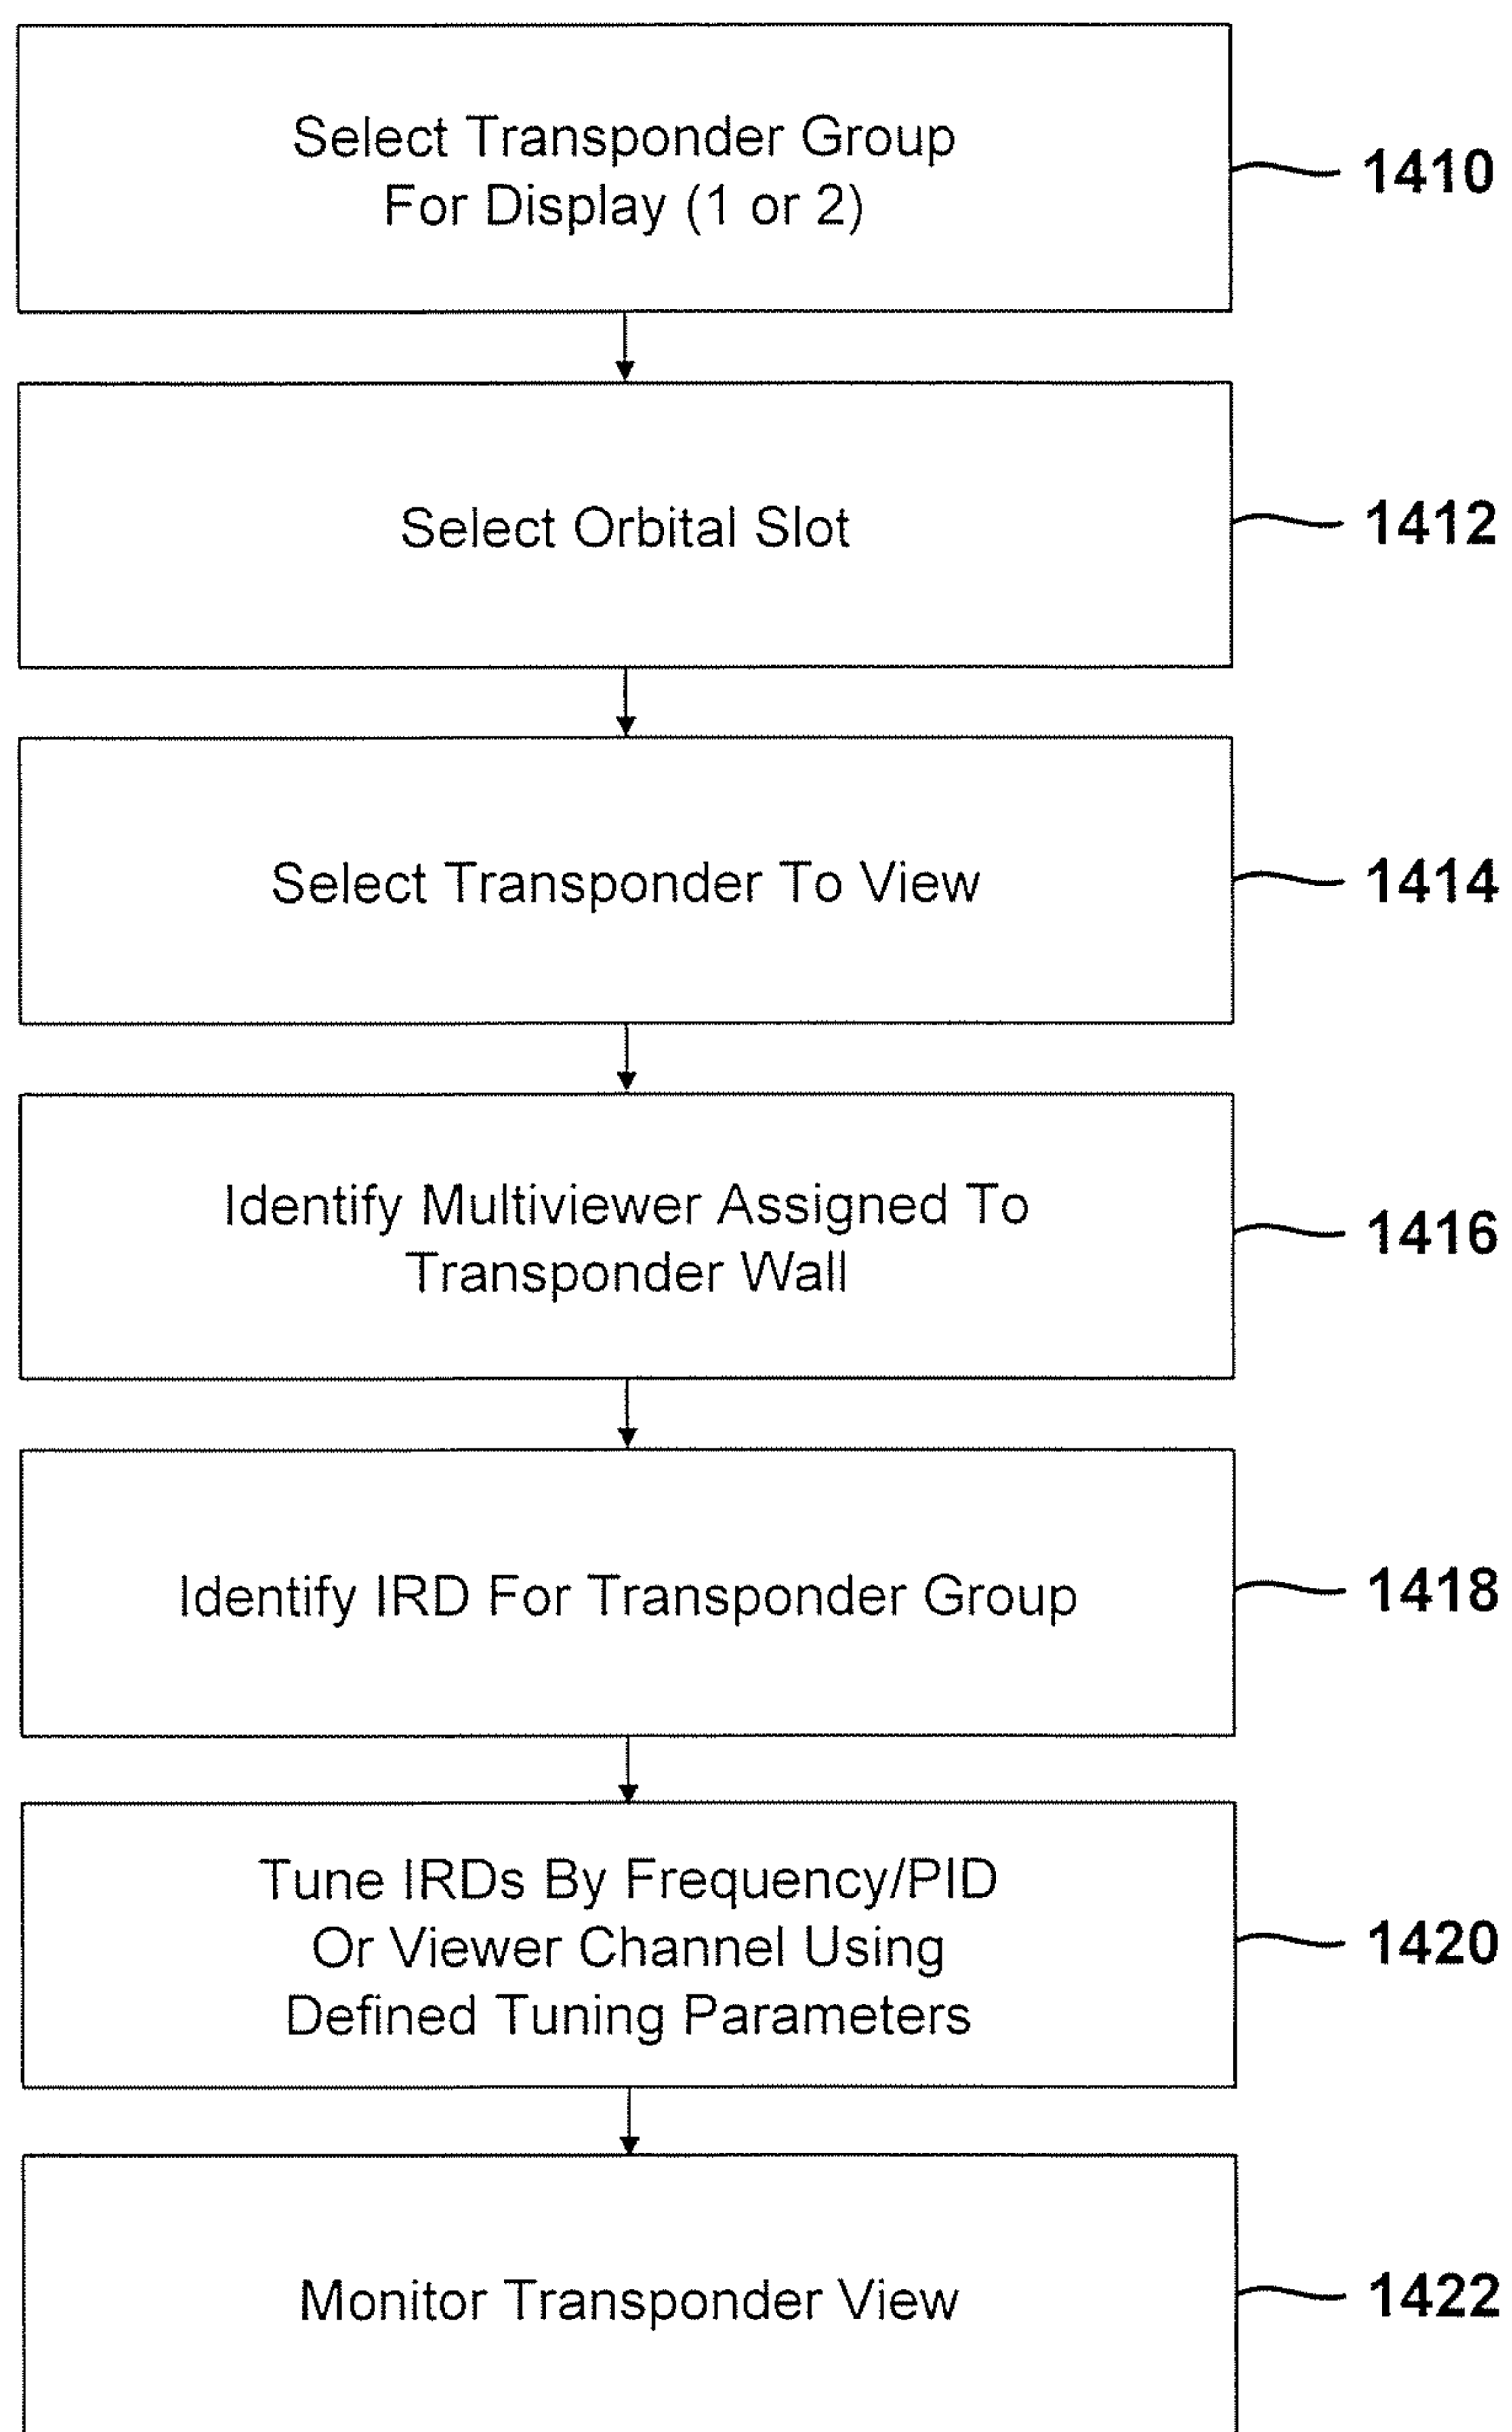 Select Transponder Group
For Display (1 or 2)
1410
Select Orbital Slot
1412
Select Transponder To View
1414
Identify Multiviewer Assigned To
Transponder Wall
1416
Identify IRD For Transponder Group
1418
Tune IRDs By Frequency/PID
Or Viewer Channel Using
Defined Tuning Parameters
1420
Monitor Transponder View
1422